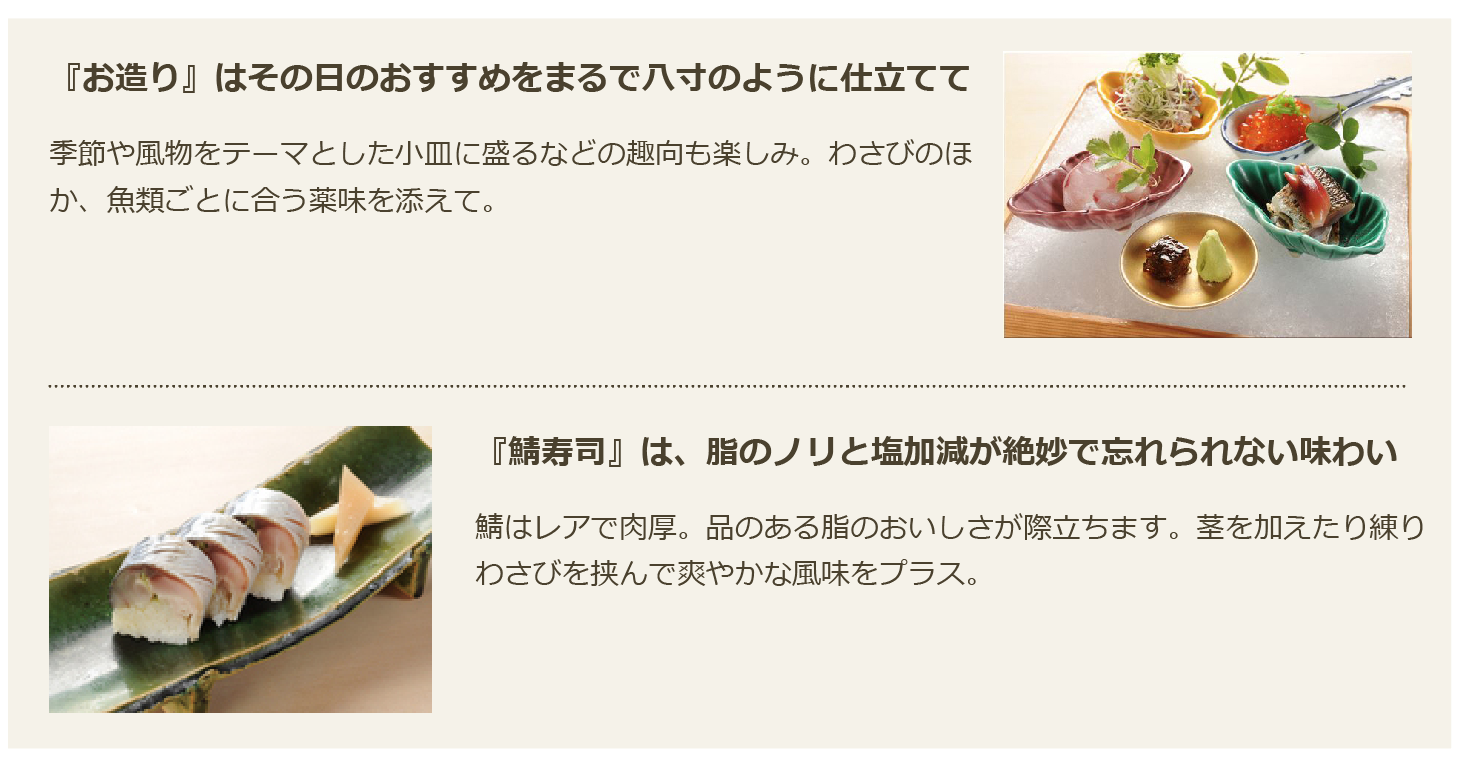 『お造り』はその日のおすすめをまるで八寸のように仕立てて
季節や風物をテーマとした小皿に盛るなどの趣向も楽しみ。わさびのほ
か、魚類ごとに合う薬味を添えて。
『鯖寿司』は、脂のノリと塩加減が絶妙で忘れられない味わい
鯖はレアで肉厚。品のある脂のおいしさが際立ちます。茎を加えたり練り
わさびを挟んで爽やかな風味をプラス。